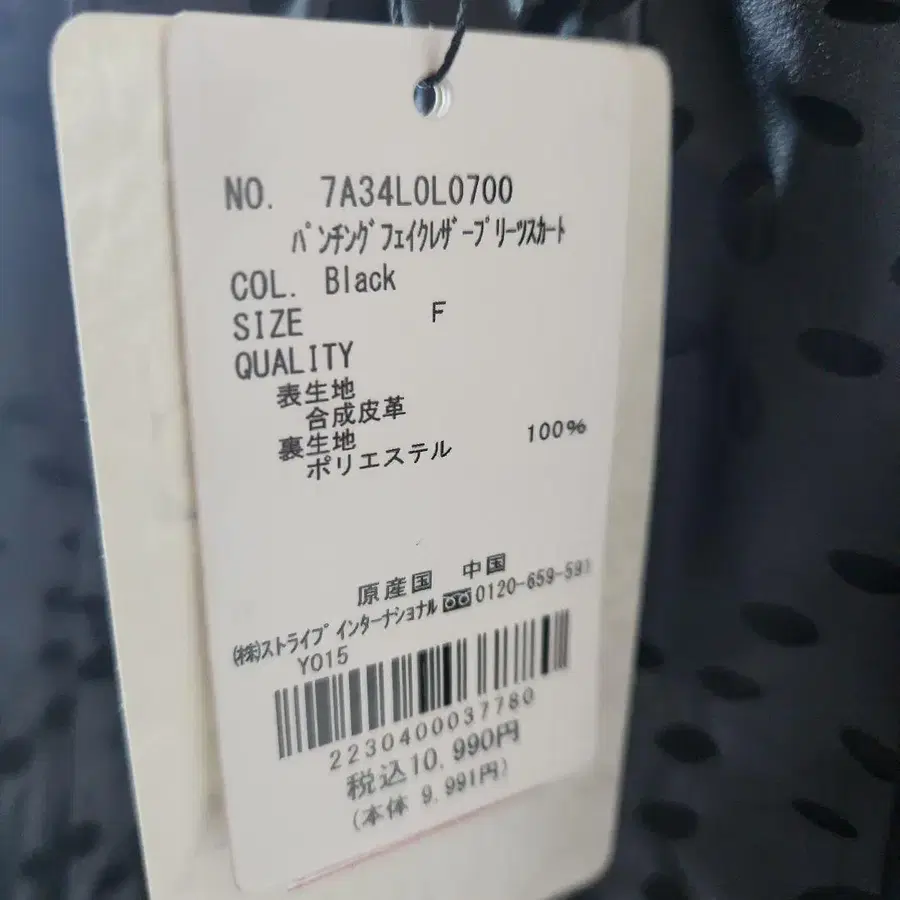 NO. 7A34L0L0700
ﾊﾟﾝﾁﾝｸﾞﾌｪｲｸﾚｻﾞｰﾌﾟﾘｰﾂｽｶｰﾄ
COL. Black
SIZE F
QUALITY
表生地
合成皮革
裏生地
ポリエステル 100%
原産国 中国
㈱ストライプインターナショナル 0120-659-591
Y015
2230400037780
税込10,990円
(本体 9,991円)